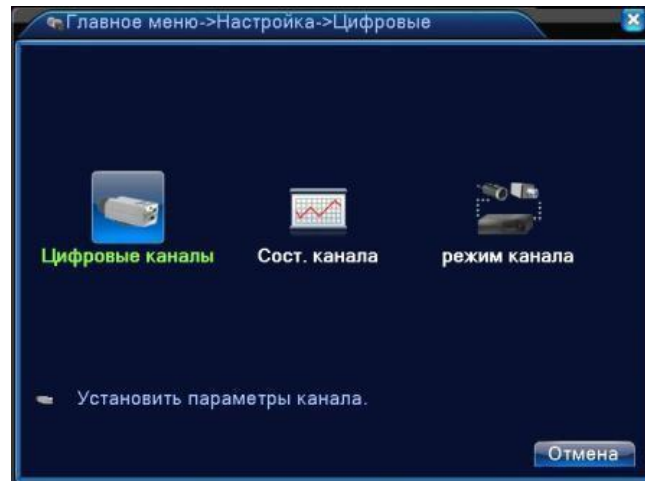 Главное меню->Настройка->Цифровые
Цифровые каналы
Сост. канала
режим канала
Установить параметры канала.
Отмена